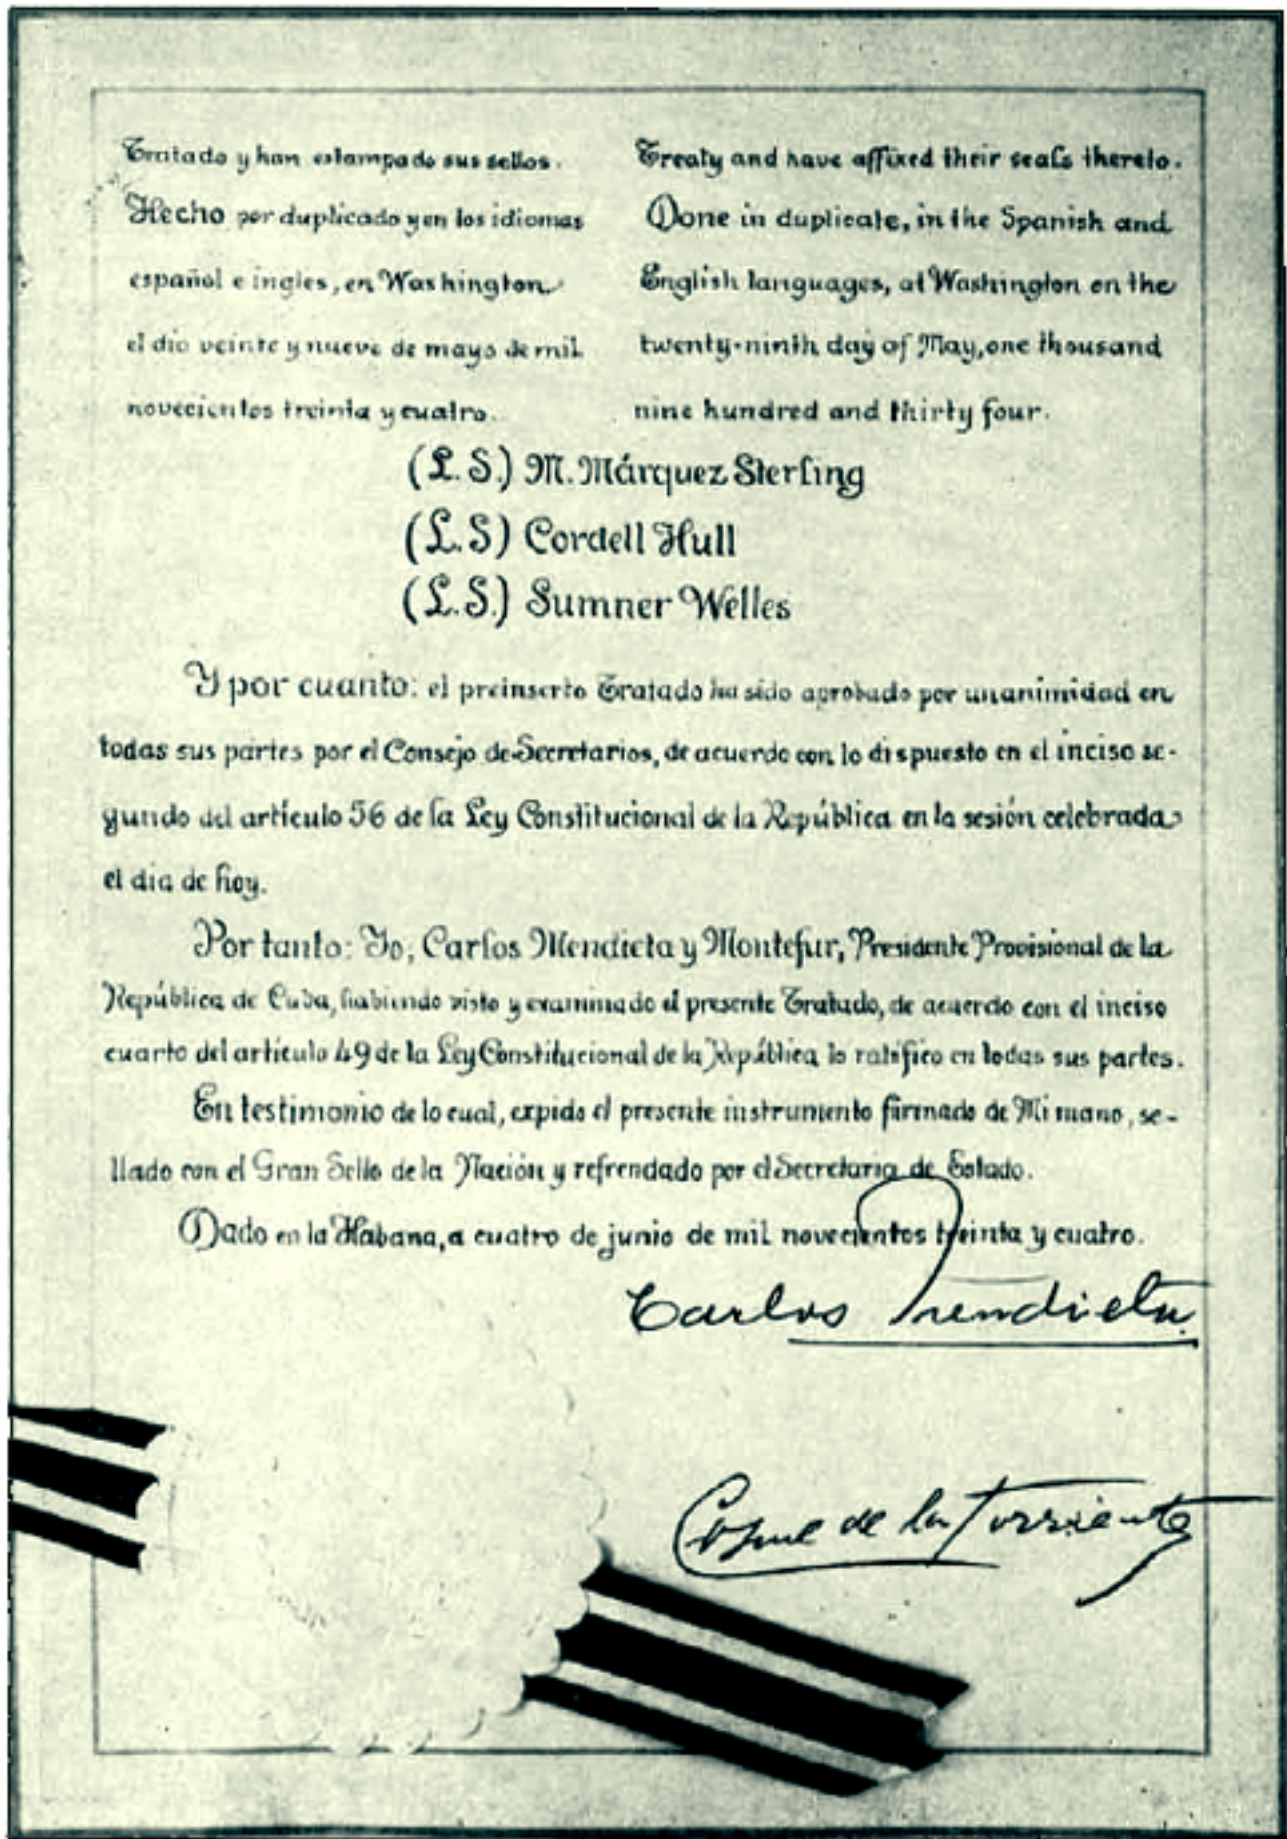 Tratado y han estampado sus sellos.
Hecho por duplicado y en los idiomas
español e ingles, en Washington
el dia veinte y nueve de mayo de mil
novecientos treinta y cuatro.
Treaty and have affixed their seals thereto.
Done in duplicate, in the Spanish and
English languages, at Washington on the
twenty-ninth day of May, one thousand
nine hundred and thirty four.
(L.S.) M. Márquez Sterling
(L.S) Cordell Hull
(L.S.) Sumner Welles
Y por cuanto: el preinserto Tratado ha sido aprobado por unanimidad en
todas sus partes por el Consejo de Secretarios, de acuerdo con lo dispuesto en el inciso se-
gundo del artículo 56 de la Ley Constitucional de la República en la sesión celebrada
el dia de hoy.
Por tanto: Yo, Carlos Mendieta y Montefur, Presidente Provisional de la
República de Cuba, habiendo visto y examinado el presente Tratado, de acuerdo con el inciso
cuarto del artículo 49 de la Ley Constitucional de la República lo ratifico en todas sus partes.
En testimonio de lo cual, expido el presente instrumento firmado de Mi mano, se-
llado con el Gran Sello de la Nación y refrendado por el Secretario de Estado.
Dado en la Habana, a cuatro de junio de mil novecientos treinta y cuatro.
Carlos Mendieta
Cosme de la Torriente